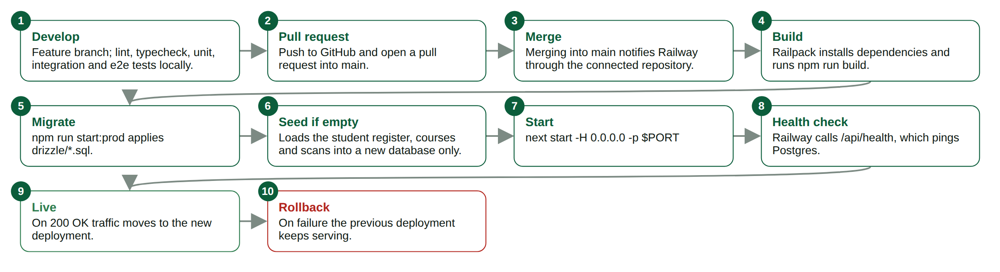 1
Develop
Feature branch; lint, typecheck, unit,
integration and e2e tests locally.
2
Pull request
Push to GitHub and open a pull
request into main.
3
Merge
Merging into main notifies Railway
through the connected repository.
4
Build
Railpack installs dependencies and
runs npm run build.
5
Migrate
npm run start:prod applies
drizzle/*.sql.
6
Seed if empty
Loads the student register, courses
and scans into a new database only.
7
Start
next start -H 0.0.0.0 -p $PORT
8
Health check
Railway calls /api/health, which pings
Postgres.
9
Live
On 200 OK traffic moves to the new
deployment.
10
Rollback
On failure the previous deployment
keeps serving.